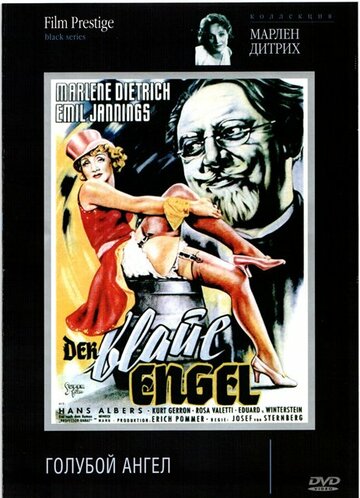 Film Prestige
black series
коллекция
МАРЛЕН
ДИТРИХ
MARLENE DIETRICH
EMIL JANNINGS
DER blaue
ENGEL
HANS ALBERS • KURT GERRON • ROSA VALETTI • EDUARD v. WINTERSTEIN
PRODUKTION: ERICH POMMER • REGIE: JOSEF von STERNBERG
ГОЛУБОЙ АНГЕЛ
DVD
VIDEO